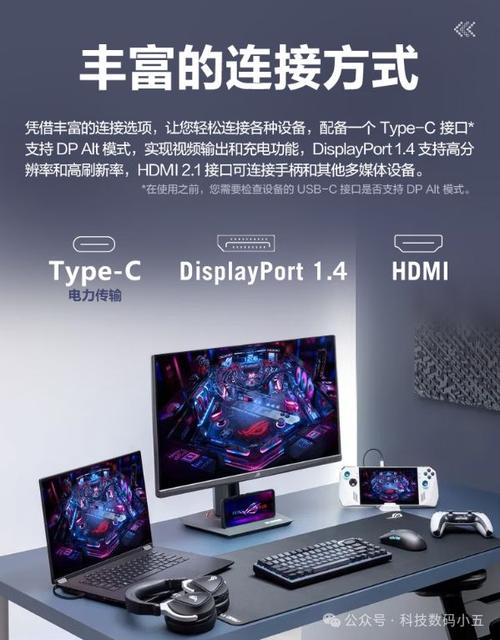 丰富的连接方式
凭借丰富的连接选项，让您轻松连接各种设备，配备一个 Type-C 接口*
支持 DP Alt 模式，实现视频输出和充电功能，DisplayPort 1.4 支持高分
辨率和高刷新率，HDMI 2.1 接口可连接手柄和其他多媒体设备。
*在使用之前，您需要检查设备的 USB-C 接口是否支持 DP Alt 模式。
Type-C
DisplayPort 1.4
HDMI
电力传输
公众号 · 科技数码小五